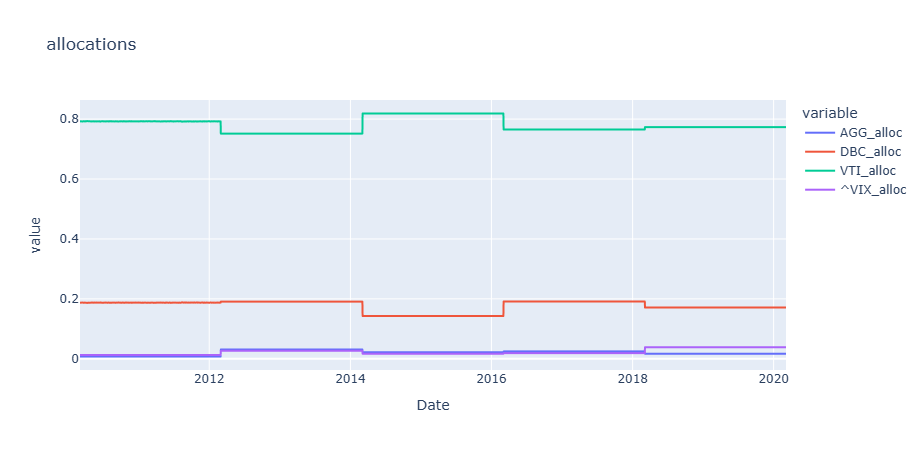 allocations
variable
AGG_alloc
DBC_alloc
VTI_alloc
^VIX_alloc
value
0.8
0.6
0.4
0.2
0
2012 2014 2016 2018 2020
Date